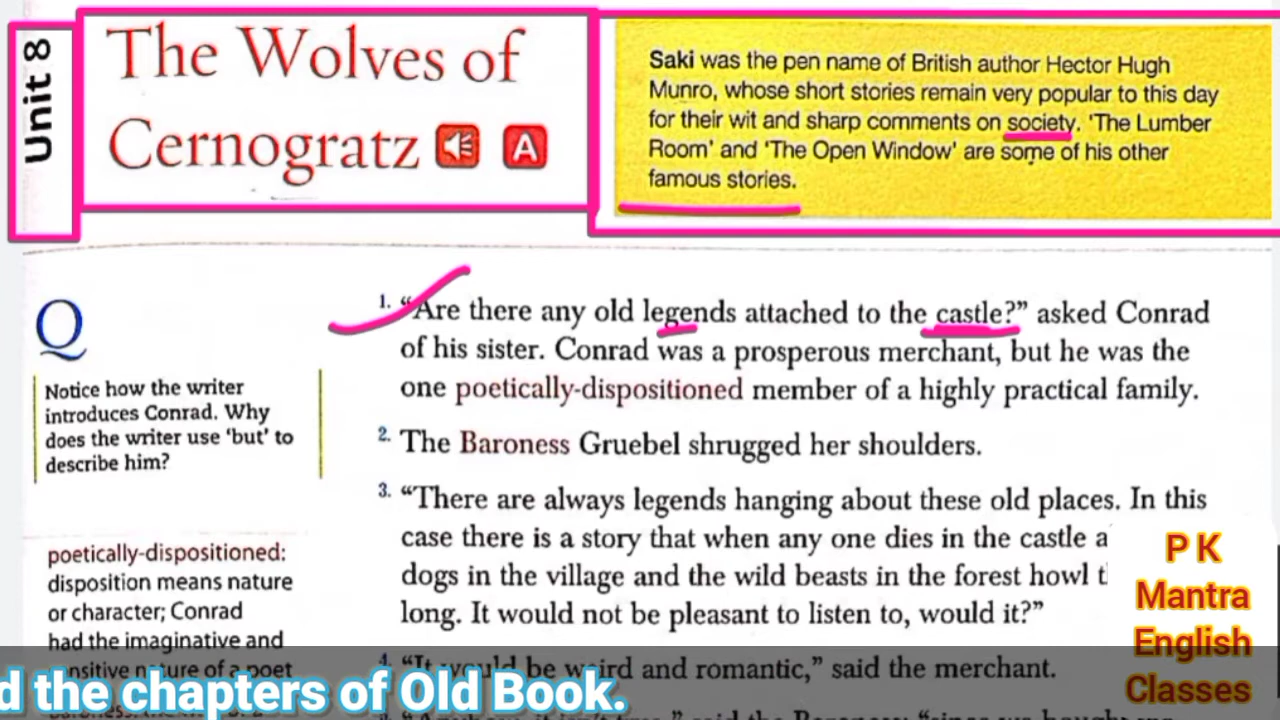 Unit 8
The Wolves of
Cernogratz
A
Saki was the pen name of British author Hector Hugh
Munro, whose short stories remain very popular to this day
for their wit and sharp comments on society. 'The Lumber
Room' and 'The Open Window' are some of his other
famous stories.
Q
Notice how the writer
introduces Conrad. Why
does the writer use 'but' to
describe him?
poetically-dispositioned:
disposition means nature
or character; Conrad
had the imaginative and
nature of a poet
1. “Are there any old legends attached to the castle?” asked Conrad
of his sister. Conrad was a prosperous merchant, but he was the
one poetically-dispositioned member of a highly practical family.
2. The Baroness Gruebel shrugged her shoulders.
3. “There are always legends hanging about these old places. In this
case there is a story that when any one dies in the castle a
dogs in the village and the wild beasts in the forest howl
long. It would not be pleasant to listen to, would it?”
4. “It would be weird and romantic,” said the merchant.
said the Baroness;
P K
Mantra
English
Classes
d the chapters of Old Book.